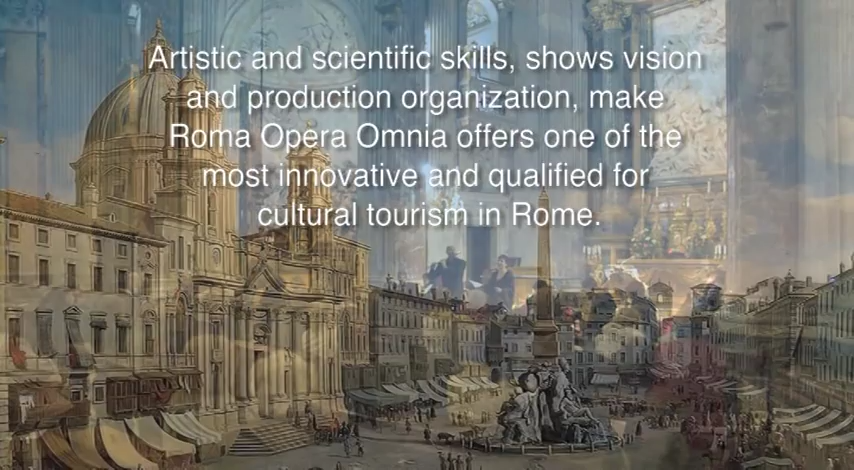 Artistic and scientific skills, shows vision
and production organization, make
Roma Opera Omnia offers one of the
most innovative and qualified for
cultural tourism in Rome.